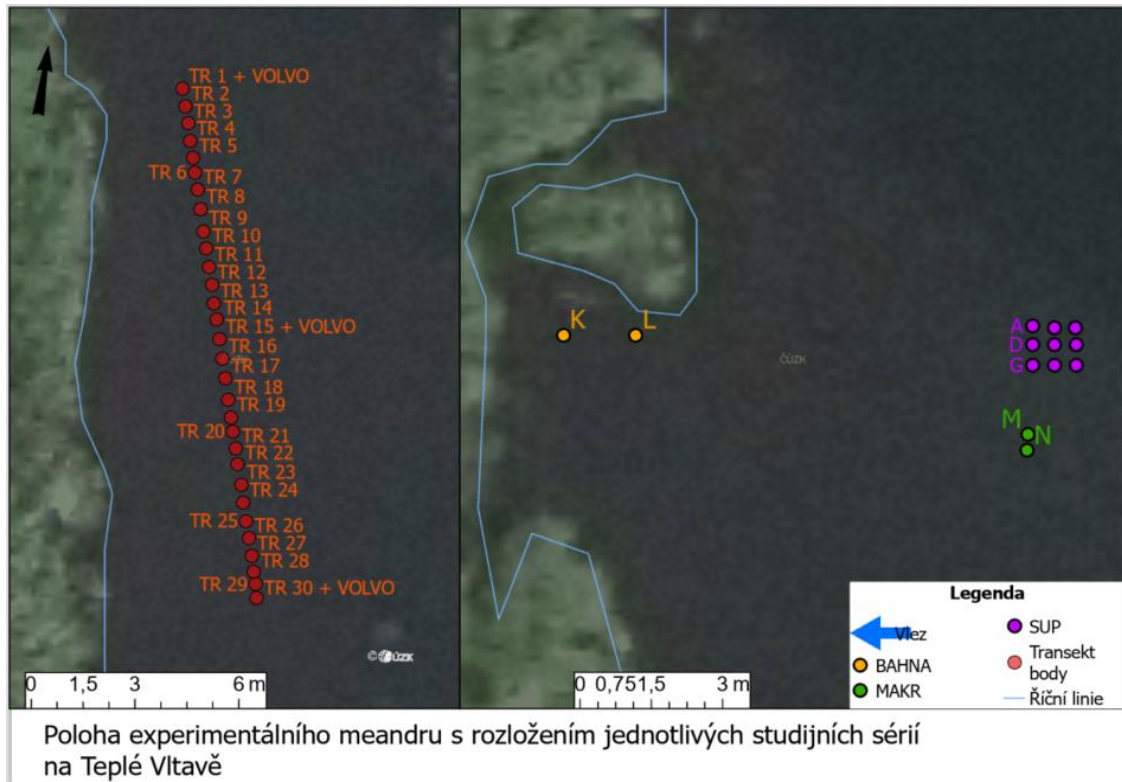 TR 1 + VOLVO
TR 2
TR 3
TR 4
TR 5
TR 6 TR 7
TR 8
TR 9
TR 10
TR 11
TR 12
TR 13
TR 14
TR 15 + VOLVO
TR 16
TR 17
TR 18
TR 19
TR 20 TR 21
TR 22
TR 23
TR 24
TR 25 TR 26
TR 27
TR 28
TR 29 TR 30 + VOLVO
© ČÚZK
0 1,5 3 6 m
K L
ČÚZK
A
D
G
M N
0 0,751,5 3 m
Legenda
Vlez
BAHNA
MAKR
SUP
Transekt
body
Říční linie
Poloha experimentálního meandru s rozložením jednotlivých studijních sérií
na Teplé Vltavě